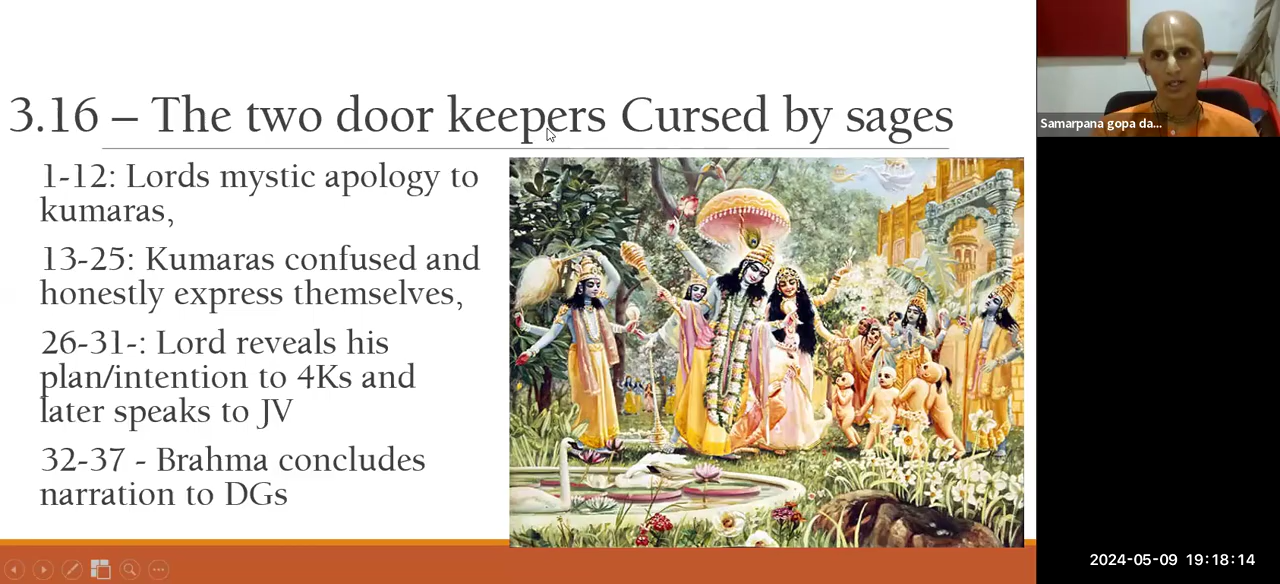 3.16 – The two door keepers Cursed by sages
1-12: Lords mystic apology to
kumaras,
13-25: Kumaras confused and
honestly express themselves,
26-31-: Lord reveals his
plan/intention to 4Ks and
later speaks to JV
32-37 - Brahma concludes
narration to DGs
Samarpana gopa da...
2024-05-09 19:18:14